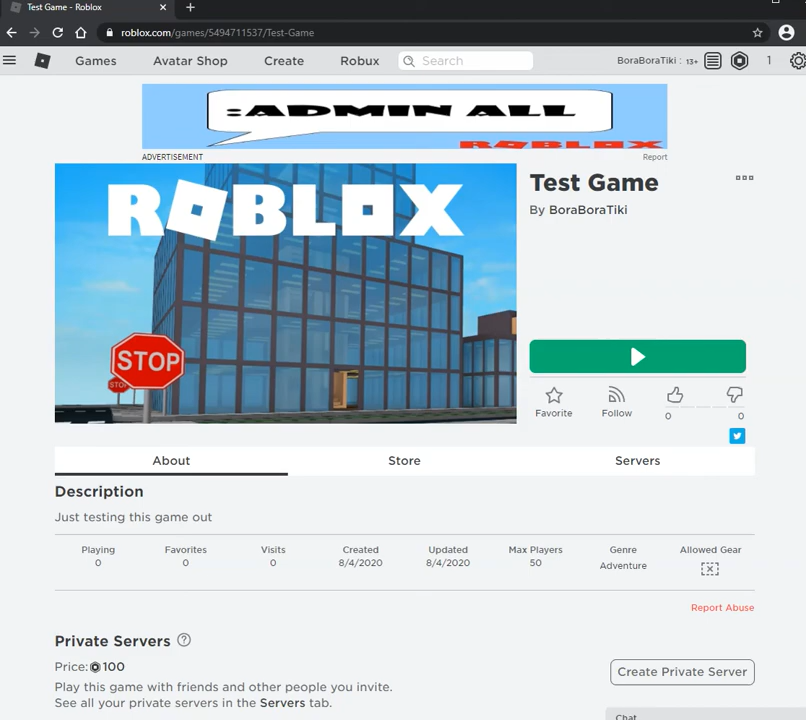 Test Game - Roblox
roblox.com/games/5494711537/Test-Game
Games Avatar Shop Create Robux Search BoraBoraTiki : 13+ 1
:ADMIN ALL
ROBLOX
ADVERTISEMENT Report
ROBLOX
STOP
STOP
Test Game
By BoraBoraTiki
Favorite Follow 0 0
About Store Servers
Description
Just testing this game out
Playing Favorites Visits Created Updated Max Players Genre Allowed Gear
0 0 0 8/4/2020 8/4/2020 50 Adventure
Report Abuse
Private Servers ?
Price: 100
Create Private Server
Play this game with friends and other people you invite.
See all your private servers in the Servers tab.
Chat